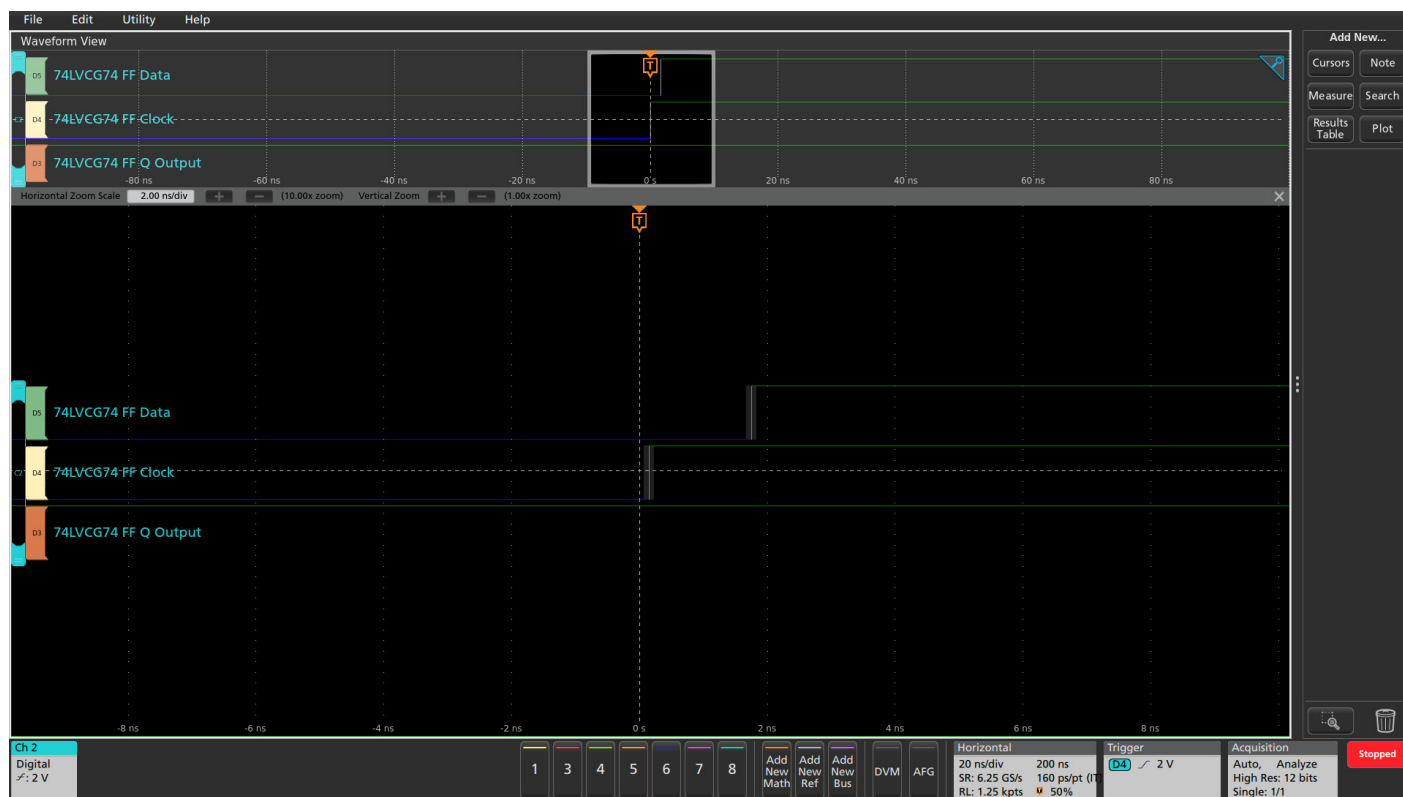 File Edit Utility Help
Waveform View
Add New...
Cursors Note
Measure Search
Results Table Plot
T
D5 74LVCG74 FF Data
C2 D4 74LVCG74 FF Clock
D3 74LVCG74 FF Q Output
-80 ns -60 ns -40 ns -20 ns 0 s 20 ns 40 ns 60 ns 80 ns
Horizontal Zoom Scale 2.00 ns/div + − (10.00x zoom) Vertical Zoom + − (1.00x zoom)
T
D5 74LVCG74 FF Data
C2 D4 74LVCG74 FF Clock
D3 74LVCG74 FF Q Output
-8 ns -6 ns -4 ns -2 ns 0 s 2 ns 4 ns 6 ns 8 ns
Ch 2
Digital
: 2 V
1 3 4 5 6 7 8
Add New Math
Add New Ref
Add New Bus
DVM AFG
Horizontal
20 ns/div 200 ns
SR: 6.25 GS/s 160 ps/pt (IT)
RL: 1.25 kpts 50%
Trigger
D4 2 V
Acquisition
Auto, Analyze
High Res: 12 bits
Single: 1/1
Stopped